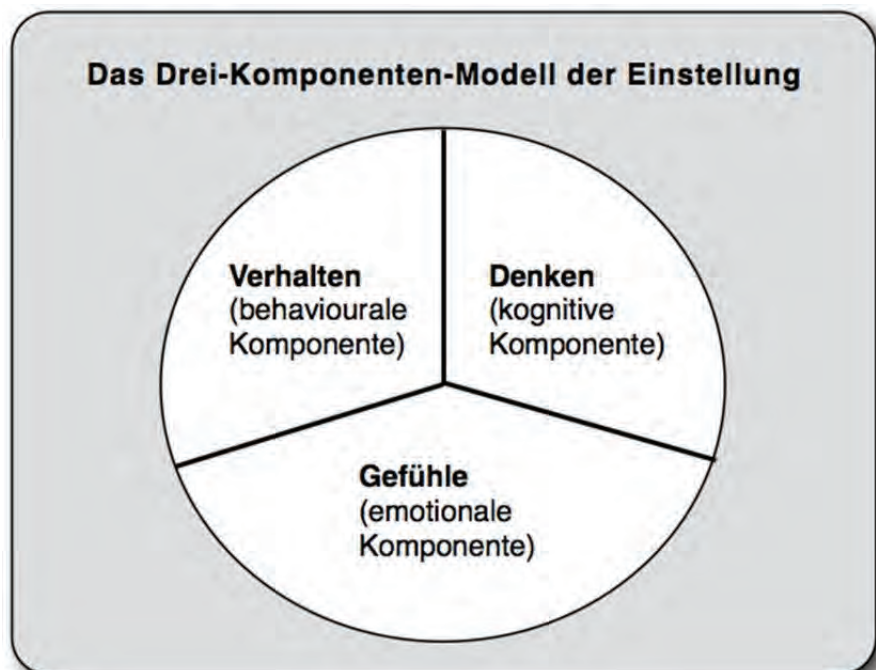 Das Drei-Komponenten-Modell der Einstellung
Verhalten
(behaviourale
Komponente)
Denken
(kognitive
Komponente)
Gefühle
(emotionale
Komponente)